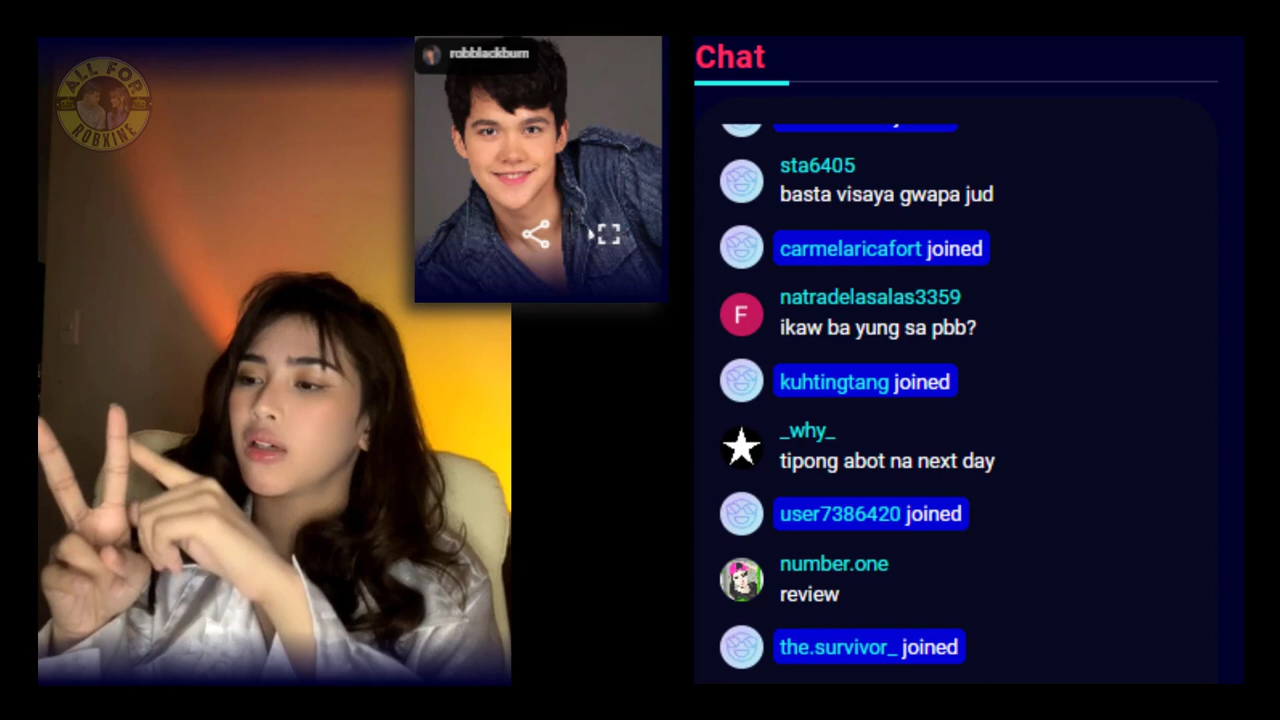 ALL FOR
ROBXINE
robblackburn
Chat
sta6405
basta visaya gwapa jud
carmelaricafort joined
F
natradelasalas3359
ikaw ba yung sa pbb?
kuhtingtang joined
_why_
tipong abot na next day
user7386420 joined
number.one
review
the.survivor_ joined